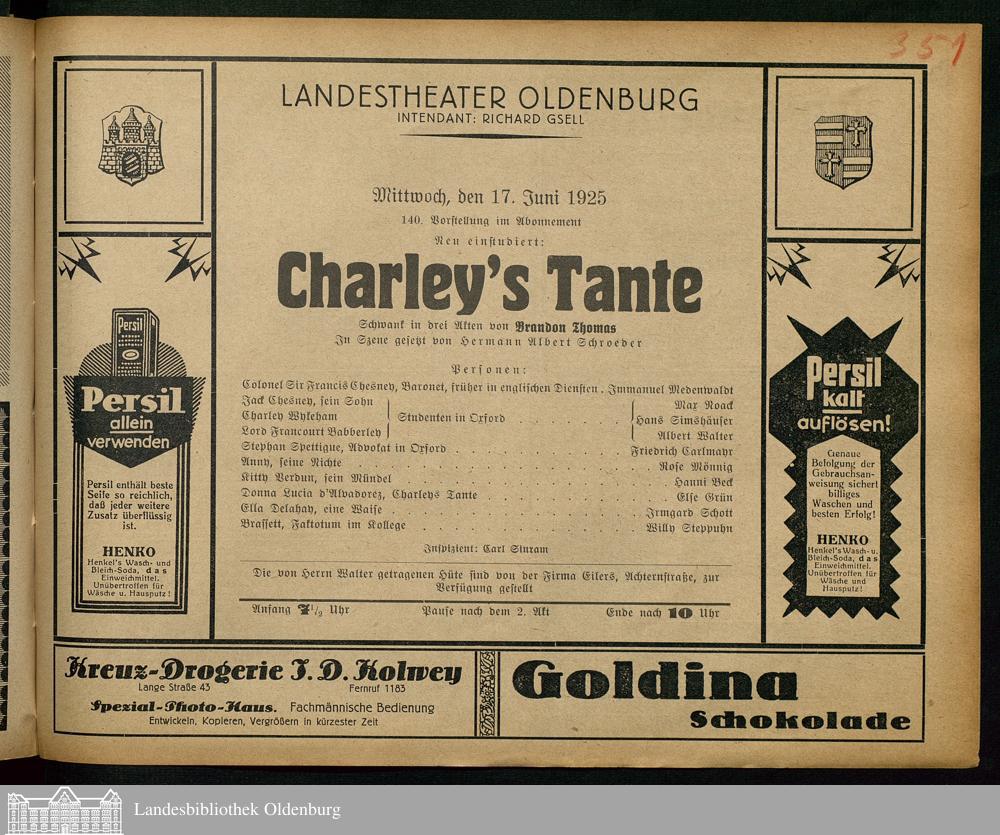 351
LANDESTHEATER OLDENBURG
INTENDANT: RICHARD GSELL
Mittwoch, den 17. Juni 1925
140. Vorstellung im Abonnement
Neu einstudiert:
Charley's Tante
Schwank in drei Akten von Brandon Thomas
In Szene gesetzt von Hermann Albert Schroeder
Personen:
Colonel Sir Francis Chesney, Baronet, früher in englischen Diensten . Immanuel Medenwaldt
Jack Chesney, sein Sohn Max Noack
Charley Wykeham Studenten in Oxford . . . . . . . Hans Simshäuser
Lord Francourt Babberley Albert Walter
Stephan Spettigue, Advokat in Oxford . . . . . . . . . Friedrich Carlmayr
Anny, seine Nichte . . . . . . . . . . . . . Rose Mönnig
Kitty Verdun, sein Mündel . . . . . . . . . . . Hanni Beck
Donna Lucia d'Alvadorez, Charleys Tante . . . . . . . . Else Grün
Ella Delahay, eine Waise . . . . . . . . . . . Irmgard Schott
Brassett, Faktotum im Kollege . . . . . . . . . . Willy Steppuhn
Inspizient: Carl Sinram
Die von Herrn Walter getragenen Hüte sind von der Firma Eilers, Achternstraße, zur
Verfügung gestellt
Anfang 7½ Uhr Pause nach dem 2. Akt Ende nach 10 Uhr
Persil
Persil
allein
verwenden
Persil enthält beste
Seife so reichlich,
daß jeder weitere
Zusatz überflüssig
ist.
HENKO
Henkel's Wasch- und
Bleich-Soda, das
Einweichmittel.
Unübertroffen für
Wäsche u. Hausputz!
Persil
kalt
auflösen!
Genaue
Befolgung der
Gebrauchsan-
weisung sichert
billiges
Waschen und
besten Erfolg!
HENKO
Henkel's Wasch- u.
Bleich-Soda, das
Einweichmittel.
Unübertroffen für
Wäsche und
Hausputz!
Kreuz-Drogerie J. D. Kolwey
Lange Straße 43 Fernruf 1183
Spezial-Photo-Haus. Fachmännische Bedienung
Entwickeln, Kopieren, Vergrößern in kürzester Zeit
Goldina
Schokolade
Landesbibliothek Oldenburg